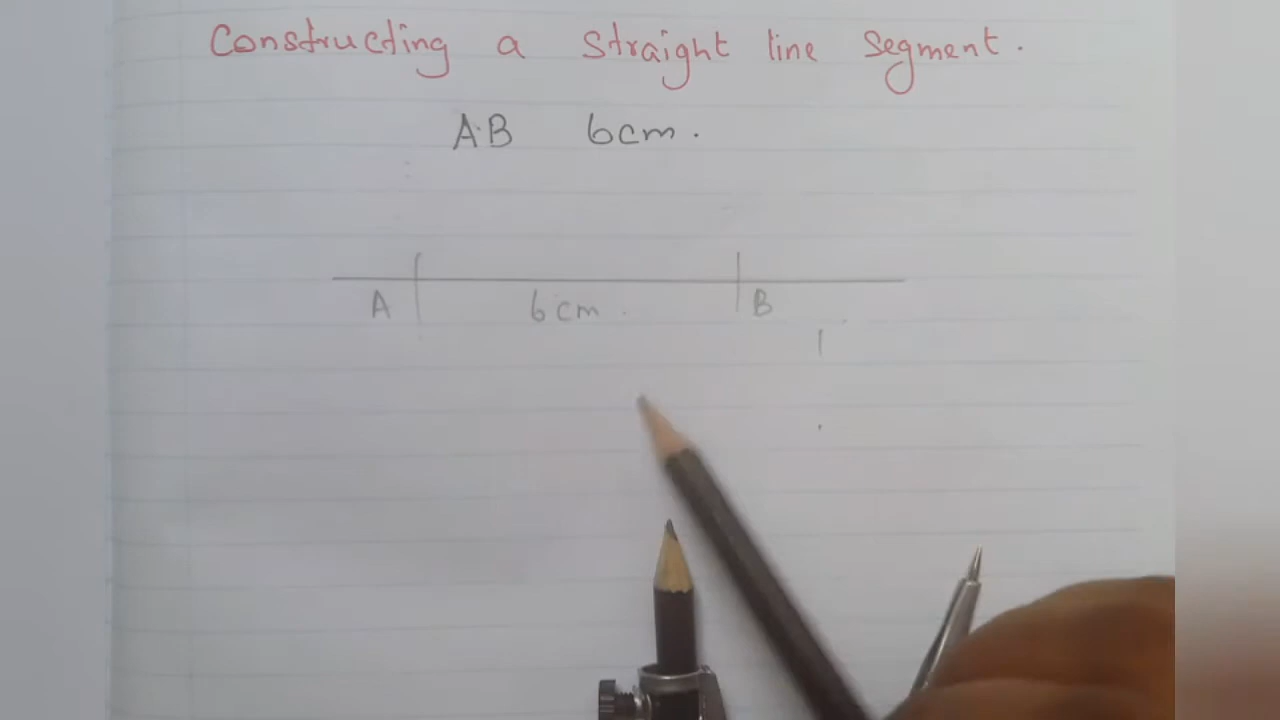 Constructing a straight line segment.
AB 6cm.
A 6cm. B